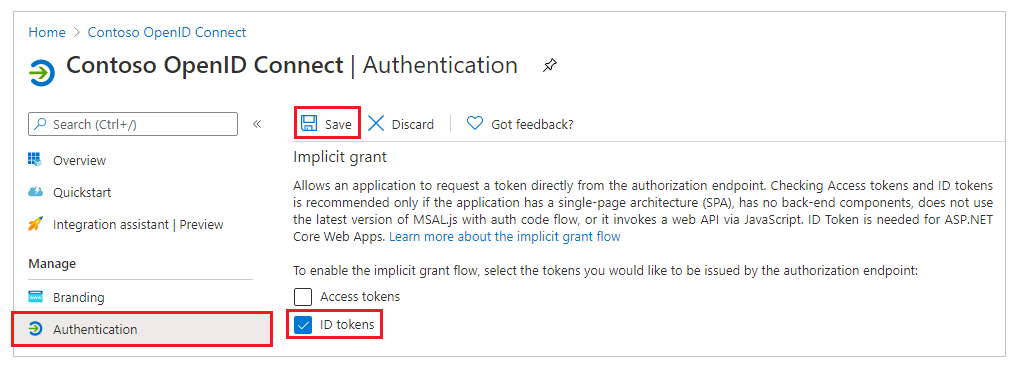 Home > Contoso OpenID Connect
Contoso OpenID Connect | Authentication
Search (Ctrl+/)
«
Overview
Quickstart
Integration assistant | Preview
Manage
Branding
Authentication
Save
Discard
Got feedback?
Implicit grant
Allows an application to request a token directly from the authorization endpoint. Checking Access tokens and ID tokens
is recommended only if the application has a single-page architecture (SPA), has no back-end components, does not use
the latest version of MSAL.js with auth code flow, or it invokes a web API via JavaScript. ID Token is needed for ASP.NET
Core Web Apps. Learn more about the implicit grant flow
To enable the implicit grant flow, select the tokens you would like to be issued by the authorization endpoint:
Access tokens
ID tokens